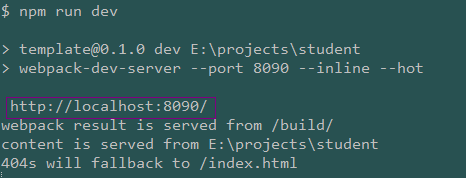 $ npm run dev
> template@0.1.0 dev E:\projects\student
> webpack-dev-server --port 8090 --inline --hot
http://localhost:8090/
webpack result is served from /build/
content is served from E:\projects\student
404s will fallback to /index.html